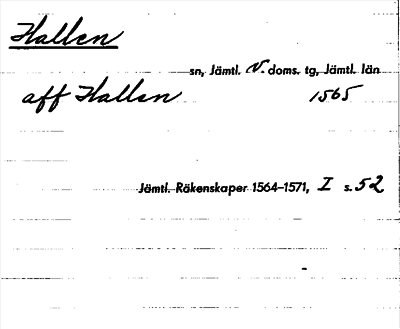 Hallen
sn, Jämtl. V. doms. tg, Jämtl. län
aff Hallen 1565
Jämtl. Räkenskaper 1564–1571, I s. 52